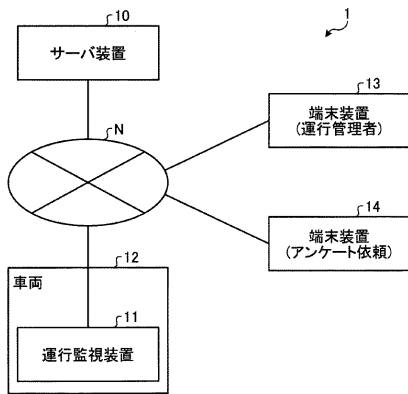 10
1
サーバ装置
13
N
端末装置
(運行管理者)
14
12
端末装置
(アンケート依頼)
車両
11
運行監視装置